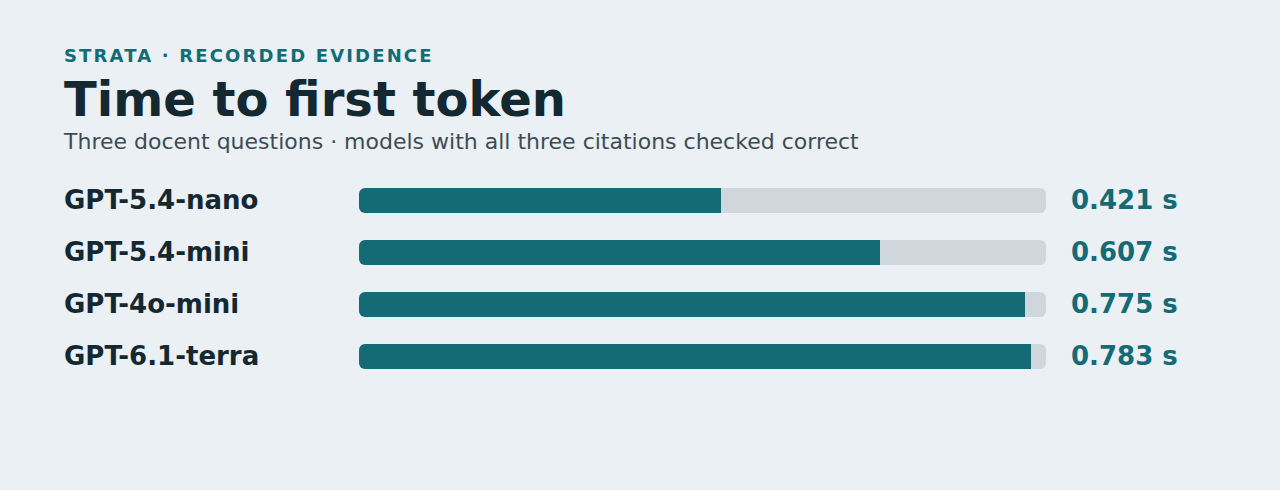 STRATA · RECORDED EVIDENCE
Time to first token
Three docent questions · models with all three citations checked correct
GPT-5.4-nano 0.421 s
GPT-5.4-mini 0.607 s
GPT-4o-mini 0.775 s
GPT-6.1-terra 0.783 s